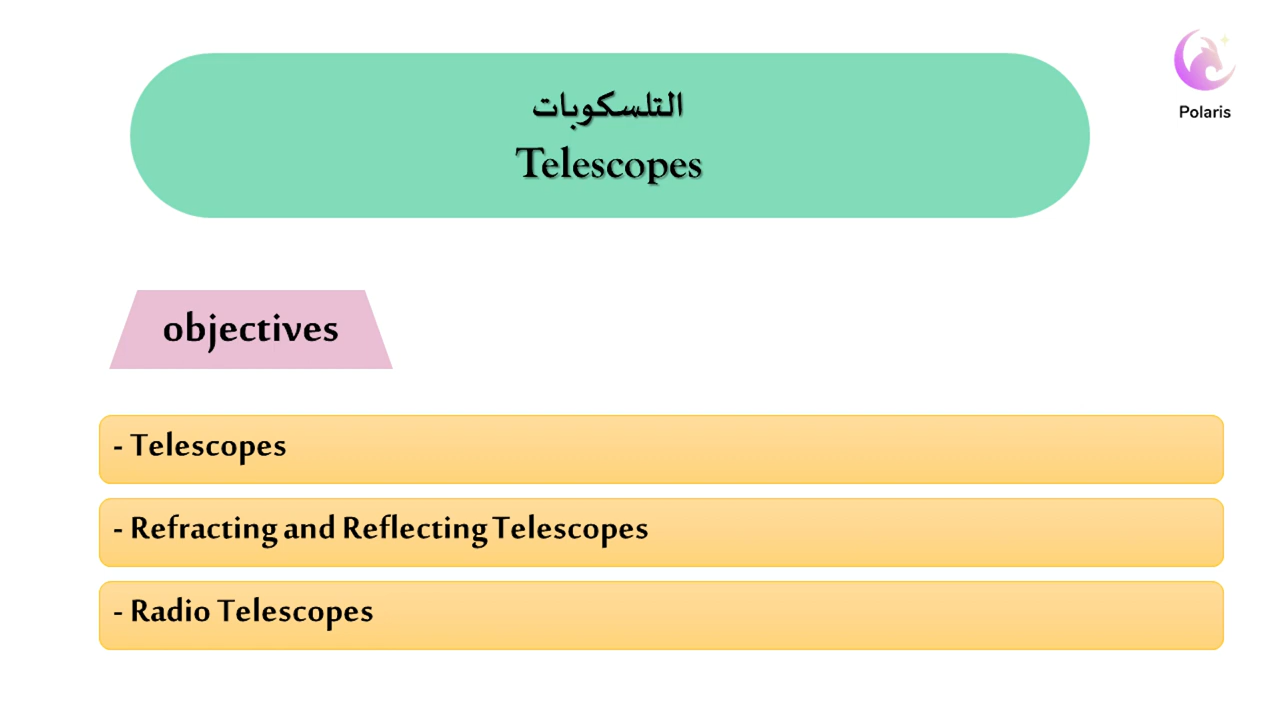 التلسكوبات
Telescopes
Polaris
objectives
- Telescopes
- Refracting and Reflecting Telescopes
- Radio Telescopes